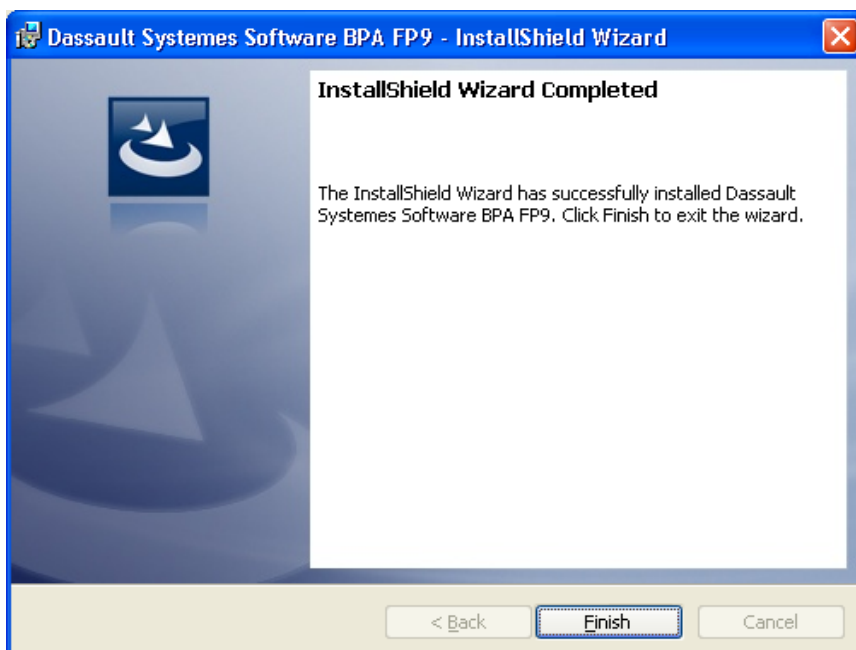 Dassault Systemes Software BPA FP9 - InstallShield Wizard
InstallShield Wizard Completed
The InstallShield Wizard has successfully installed Dassault
Systemes Software BPA FP9. Click Finish to exit the wizard.
< Back
Finish
Cancel